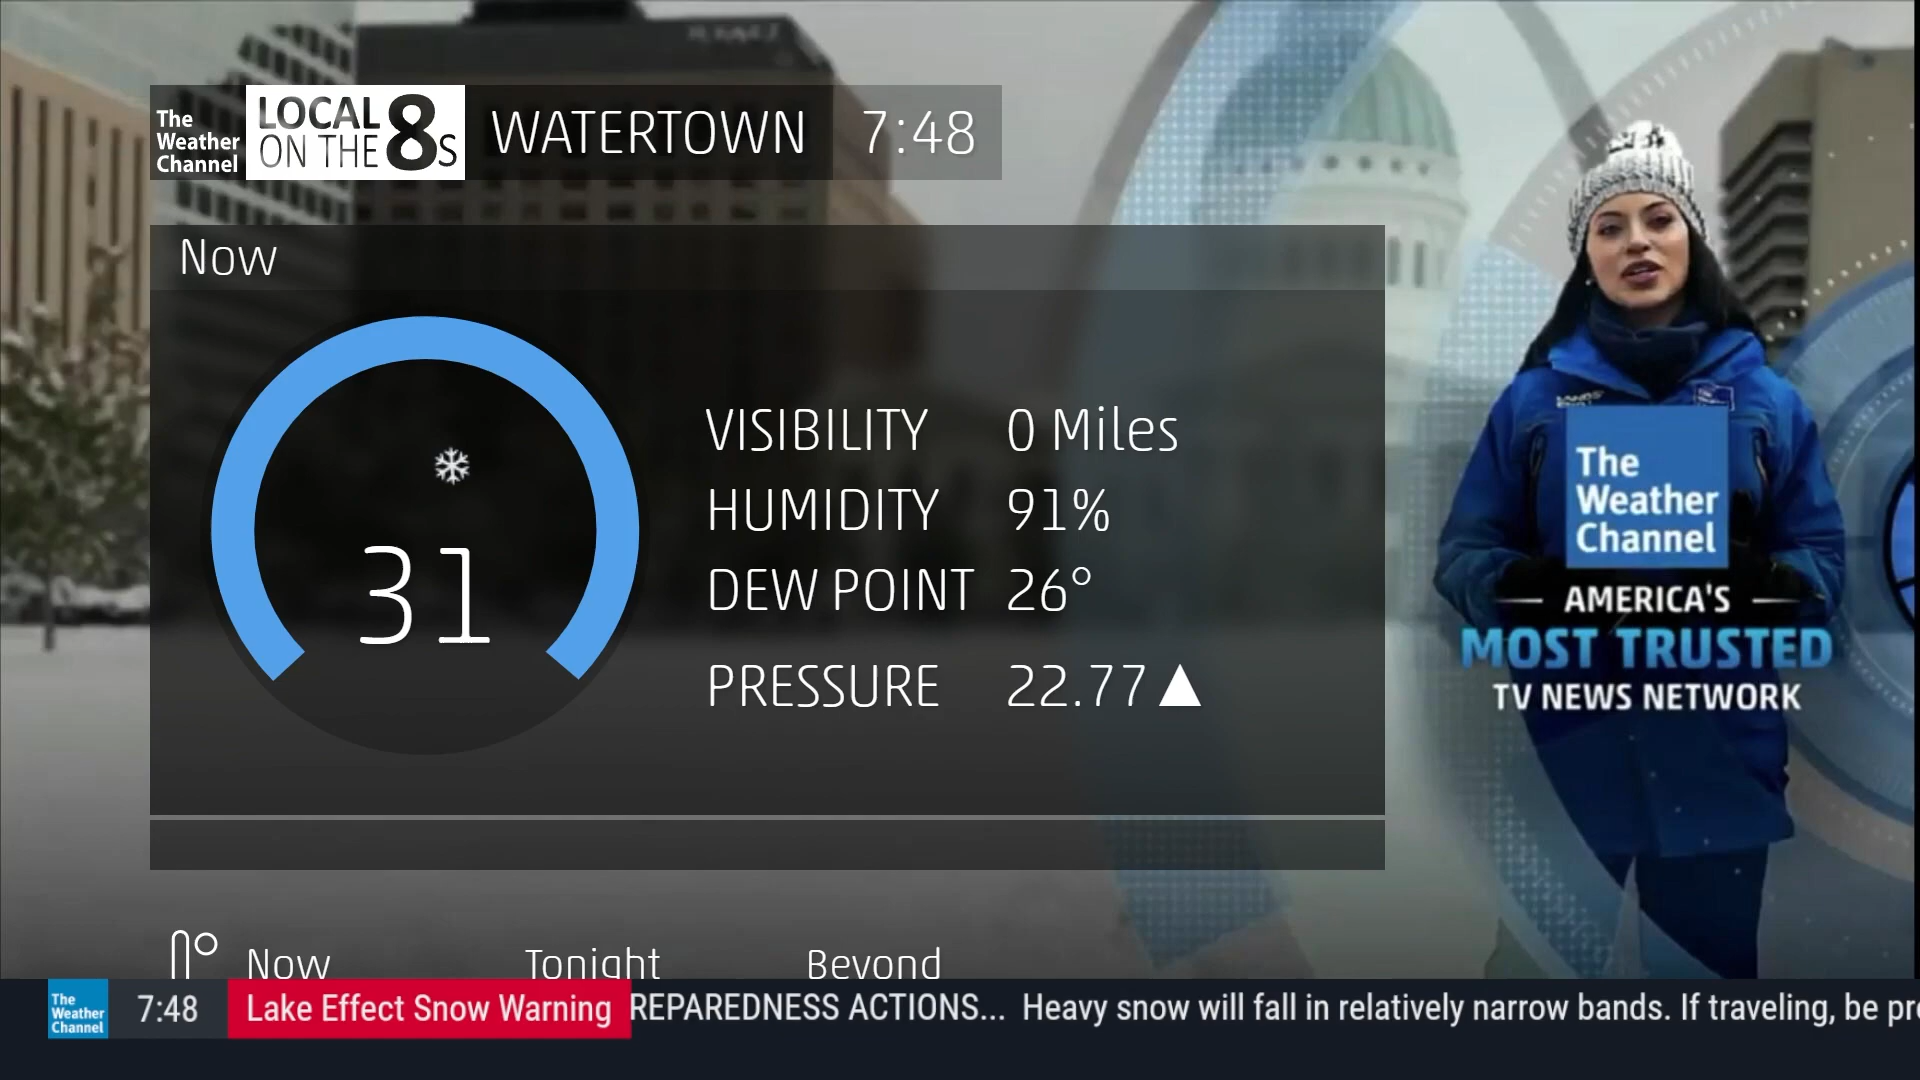 HYATT
The
Weather
Channel
LOCAL
ON THE 8s
WATERTOWN
7:48
Now
31
VISIBILITY 0 Miles
HUMIDITY 91%
DEW POINT 26°
PRESSURE 22.77▲
LANDS'
The
Weather
Channel
AMERICA'S
MOST TRUSTED
TV NEWS NETWORK
Now Tonight Beyond
The
Weather
Channel
7:48 Lake Effect Snow Warning REPAREDNESS ACTIONS... Heavy snow will fall in relatively narrow bands. If traveling, be pre